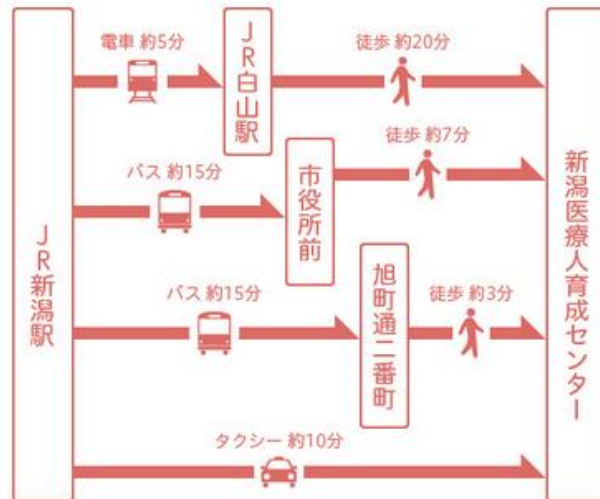 JR新潟駅
電車 約5分
JR白山駅
徒歩 約20分
バス 約15分
市役所前
徒歩 約7分
バス 約15分
旭町通二番町
徒歩 約3分
タクシー 約10分
新潟医療人育成センター